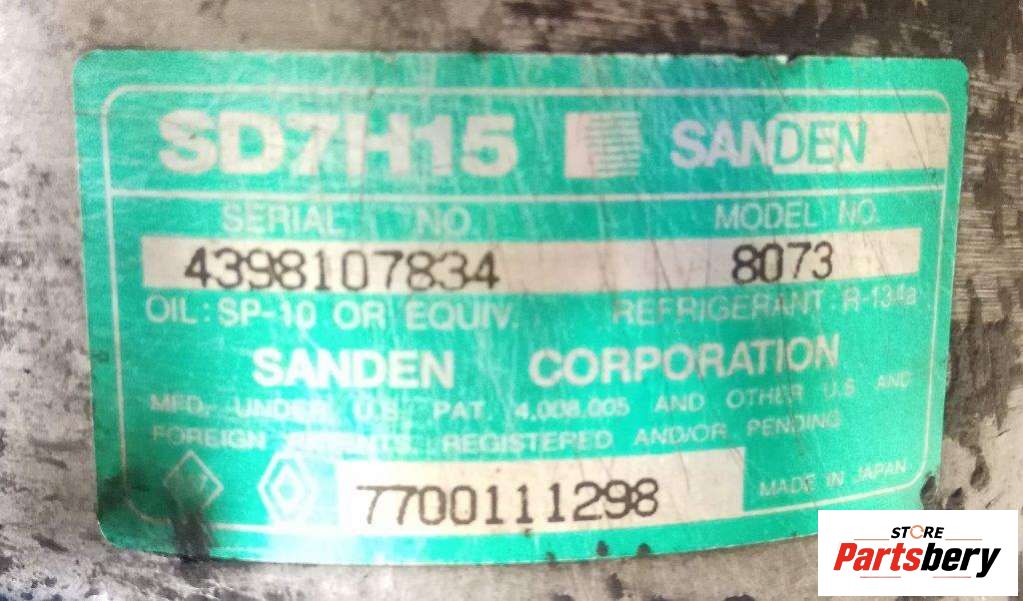 SD7H15 SANDEN
SERIAL NO. MODEL NO.
4398107834 8073
OIL: SP-10 OR EQUIV. REFRIGERANT: R-134a
SANDEN CORPORATION
MFD. UNDER U.S. PAT. 4,008,005 AND OTHER U.S AND
FOREIGN PATENTS, REGISTERED AND/OR PENDING
7700111298 MADE IN JAPAN
STORE
Partsbery